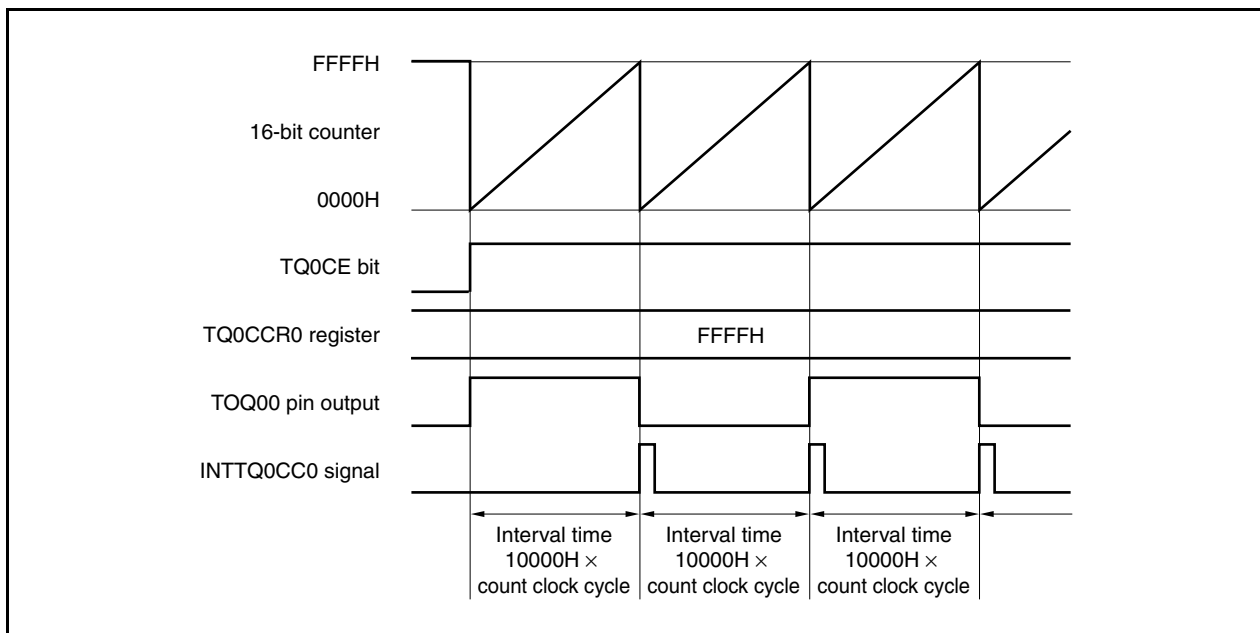 FFFFH
16-bit counter
0000H
TQ0CE bit
TQ0CCR0 register
FFFFH
TOQ00 pin output
INTTQ0CC0 signal
Interval time
10000H ×
count clock cycle
Interval time
10000H ×
count clock cycle
Interval time
10000H ×
count clock cycle